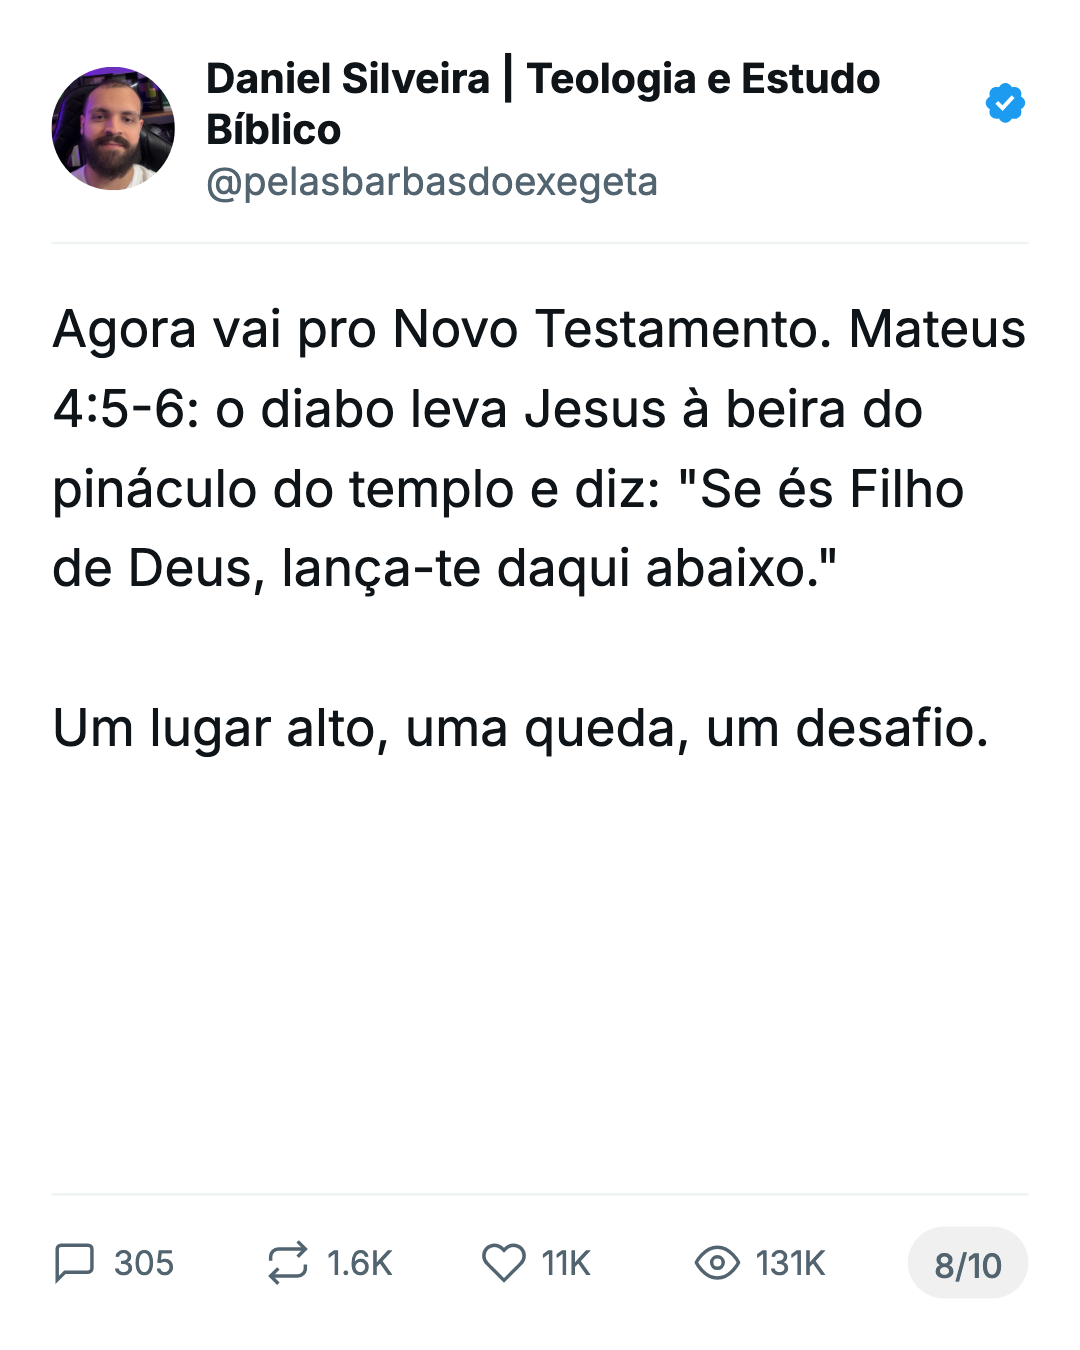 Daniel Silveira | Teologia e Estudo
Bíblico
@pelasbarbasdoexegeta
Agora vai pro Novo Testamento. Mateus
4:5-6: o diabo leva Jesus à beira do
pináculo do templo e diz: "Se és Filho
de Deus, lança-te daqui abaixo."
Um lugar alto, uma queda, um desafio.
305 1.6K 11K 131K 8/10